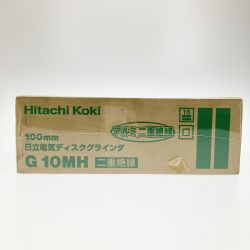 Hitachi Koki
100mm
アルミ二重絶縁
日立電気ディスクグラインダ
G 10MH 二重絶縁